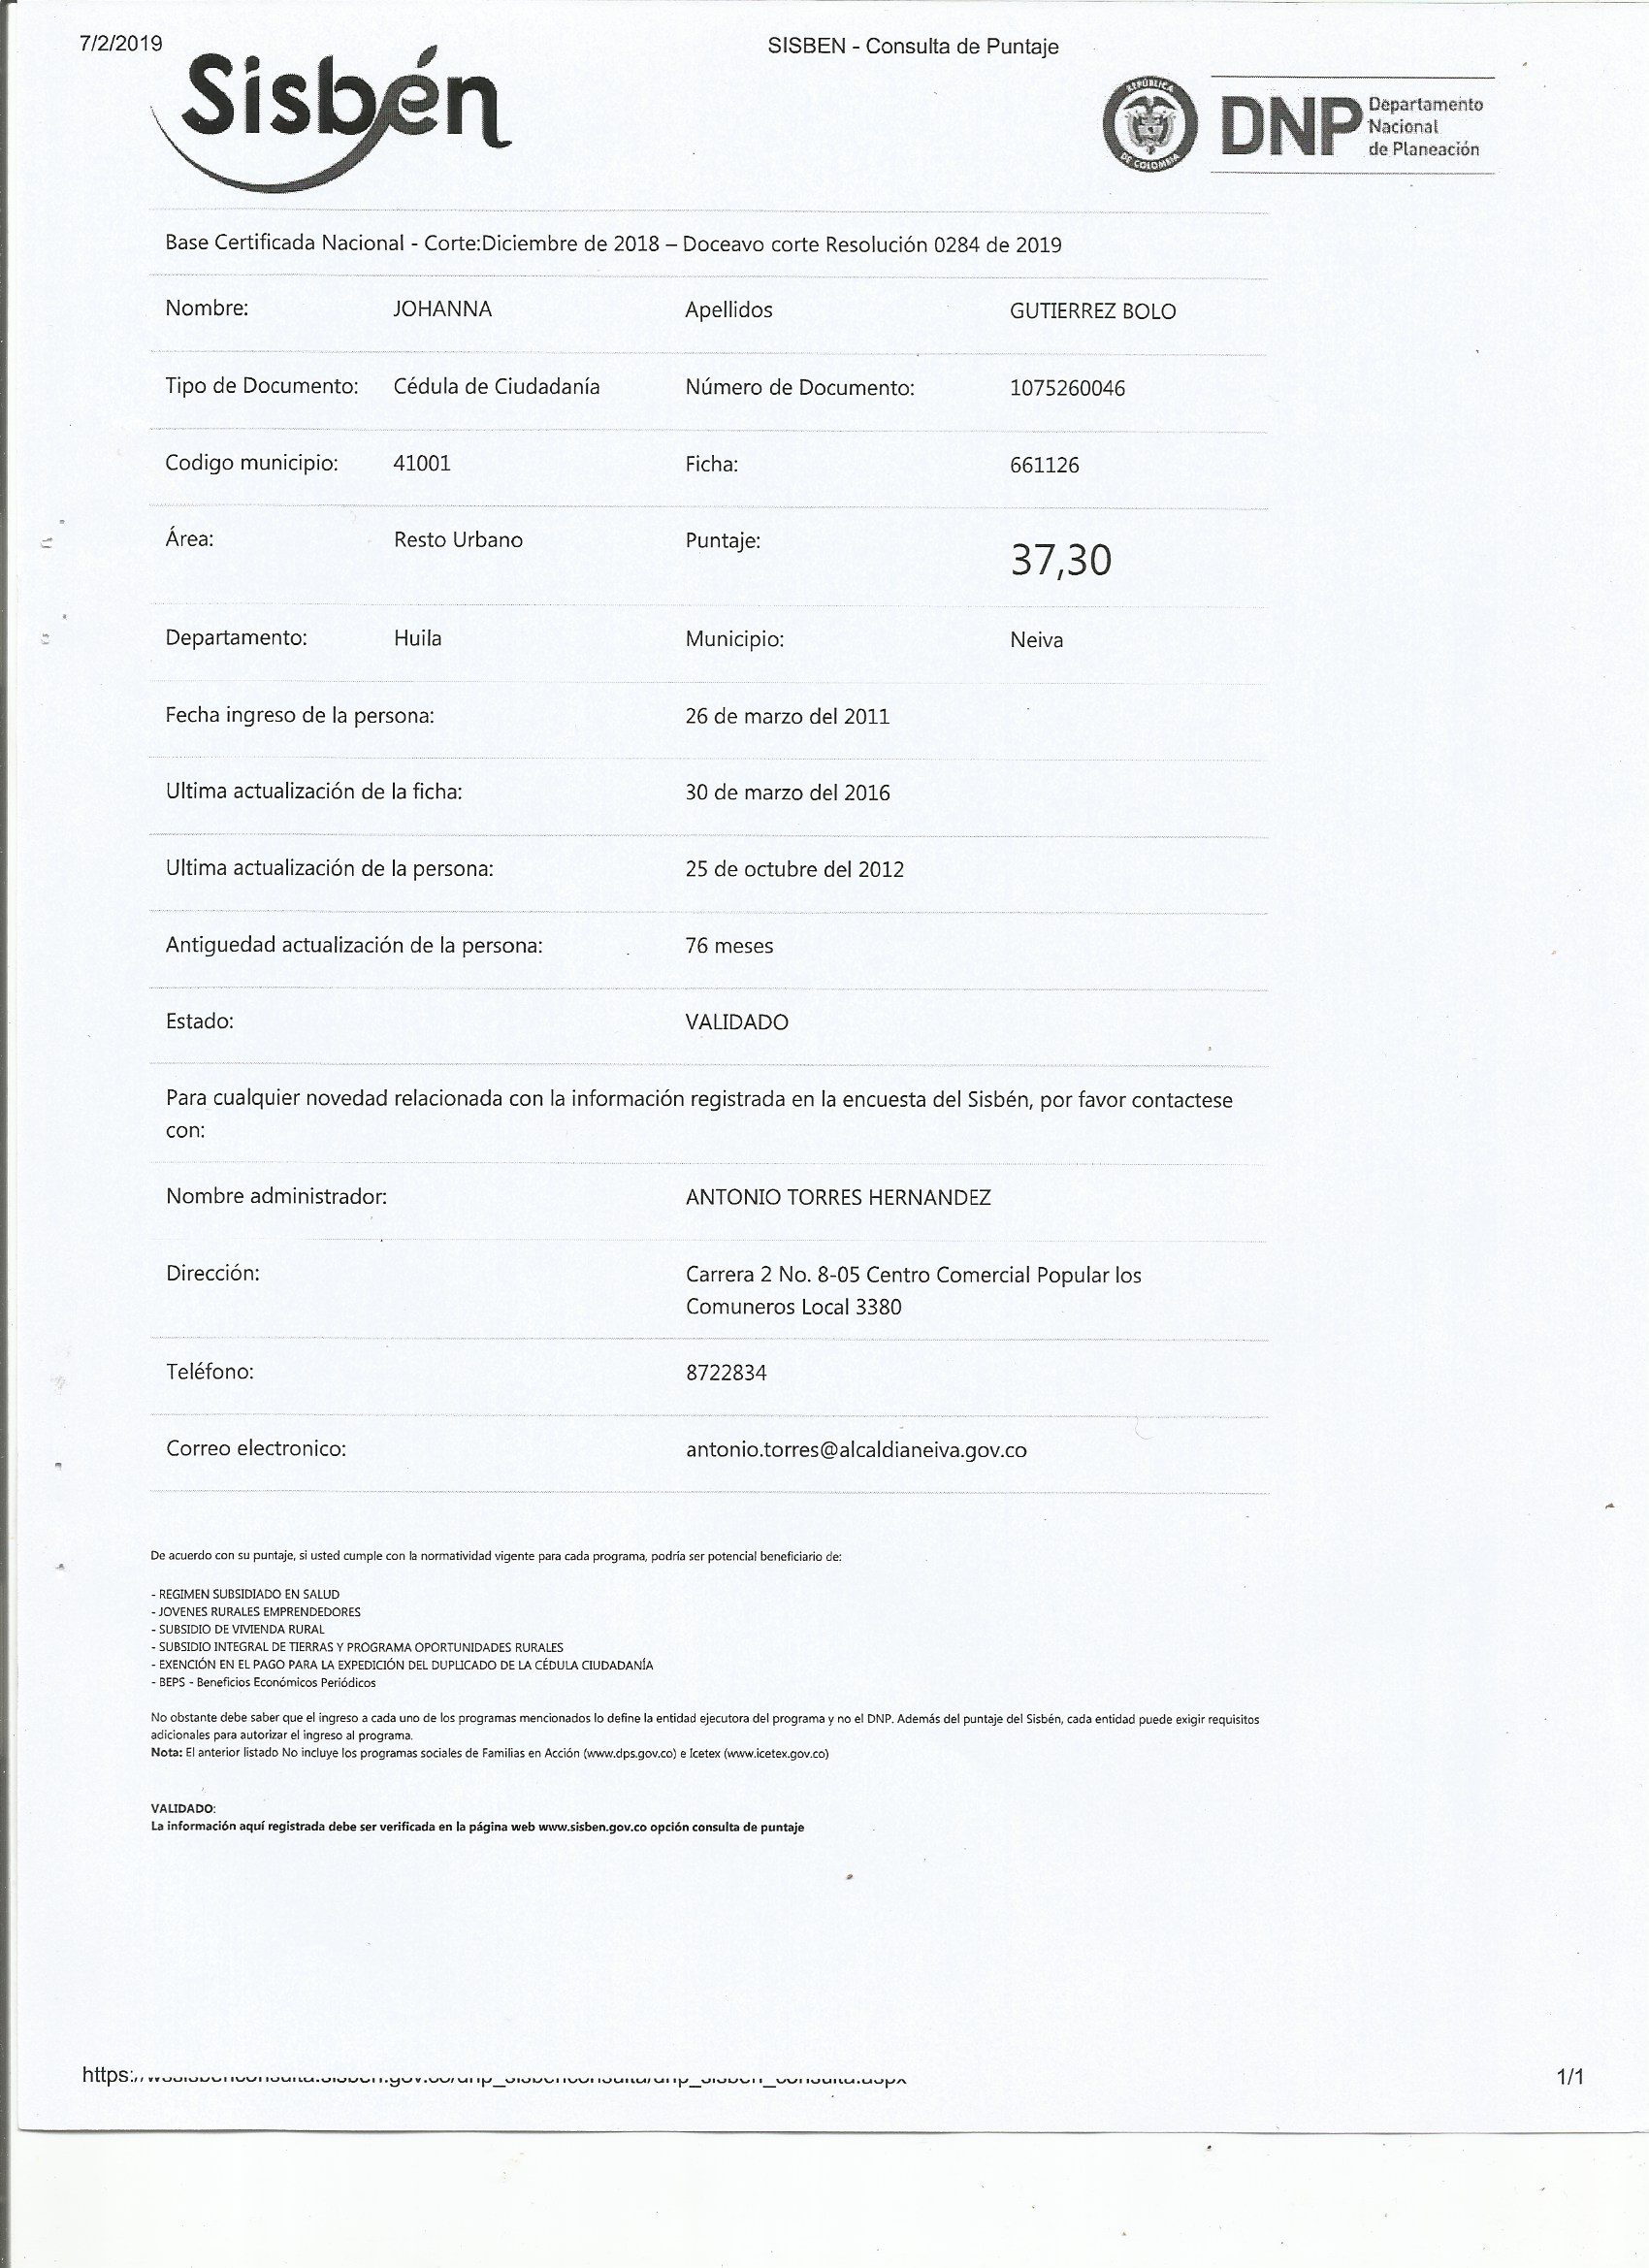 7/2/2019
SISBEN - Consulta de Puntaje
Sisbén
REPÚBLICA
DE COLOMBIA
DNP Departamento
Nacional
de Planeación
Base Certificada Nacional - Corte:Diciembre de 2018 – Doceavo corte Resolución 0284 de 2019
Nombre: JOHANNA Apellidos GUTIERREZ BOLO
Tipo de Documento: Cédula de Ciudadanía Número de Documento: 1075260046
Codigo municipio: 41001 Ficha: 661126
Área: Resto Urbano Puntaje: 37,30
Departamento: Huila Municipio: Neiva
Fecha ingreso de la persona: 26 de marzo del 2011
Ultima actualización de la ficha: 30 de marzo del 2016
Ultima actualización de la persona: 25 de octubre del 2012
Antiguedad actualización de la persona: 76 meses
Estado: VALIDADO
Para cualquier novedad relacionada con la información registrada en la encuesta del Sisbén, por favor contactese
con:
Nombre administrador: ANTONIO TORRES HERNANDEZ
Dirección: Carrera 2 No. 8-05 Centro Comercial Popular los
Comuneros Local 3380
Teléfono: 8722834
Correo electronico: antonio.torres@alcaldianeiva.gov.co
De acuerdo con su puntaje, si usted cumple con la normatividad vigente para cada programa, podría ser potencial beneficiario de:
- REGIMEN SUBSIDIADO EN SALUD
- JOVENES RURALES EMPRENDEDORES
- SUBSIDIO DE VIVIENDA RURAL
- SUBSIDIO INTEGRAL DE TIERRAS Y PROGRAMA OPORTUNIDADES RURALES
- EXENCIÓN EN EL PAGO PARA LA EXPEDICIÓN DEL DUPLICADO DE LA CÉDULA CIUDADANÍA
- BEPS - Beneficios Económicos Periódicos
No obstante debe saber que el ingreso a cada uno de los programas mencionados lo define la entidad ejecutora del programa y no el DNP. Además del puntaje del Sisbén, cada entidad puede exigir requisitos
adicionales para autorizar el ingreso al programa.
Nota: El anterior listado No incluye los programas sociales de Familias en Acción (www.dps.gov.co) e Icetex (www.icetex.gov.co)
VALIDADO:
La información aquí registrada debe ser verificada en la página web www.sisben.gov.co opción consulta de puntaje
https://wssisbenconsulta.sisben.gov.co/dnp_sisbenconsulta/dnp_sisben_consulta.aspx
1/1